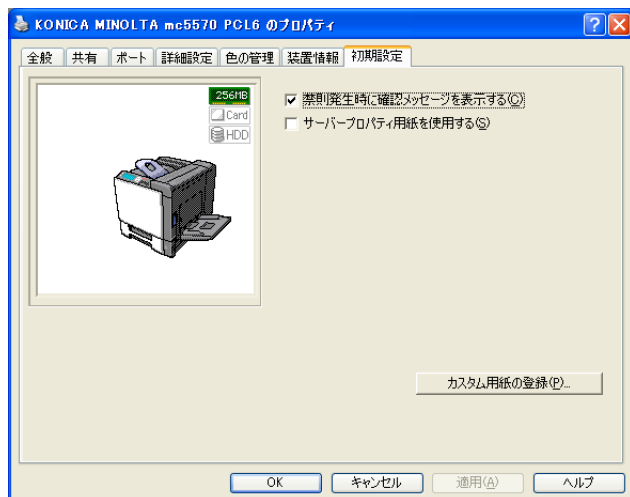 KONICA MINOLTA mc5570 PCL6 のプロパティ
全般 共有 ポート 詳細設定 色の管理 装置情報 初期設定
256MB
Card
HDD
禁則発生時に確認メッセージを表示する(C)
サーバープロパティ用紙を使用する(S)
カスタム用紙の登録(P)...
OK キャンセル 適用(A) ヘルプ